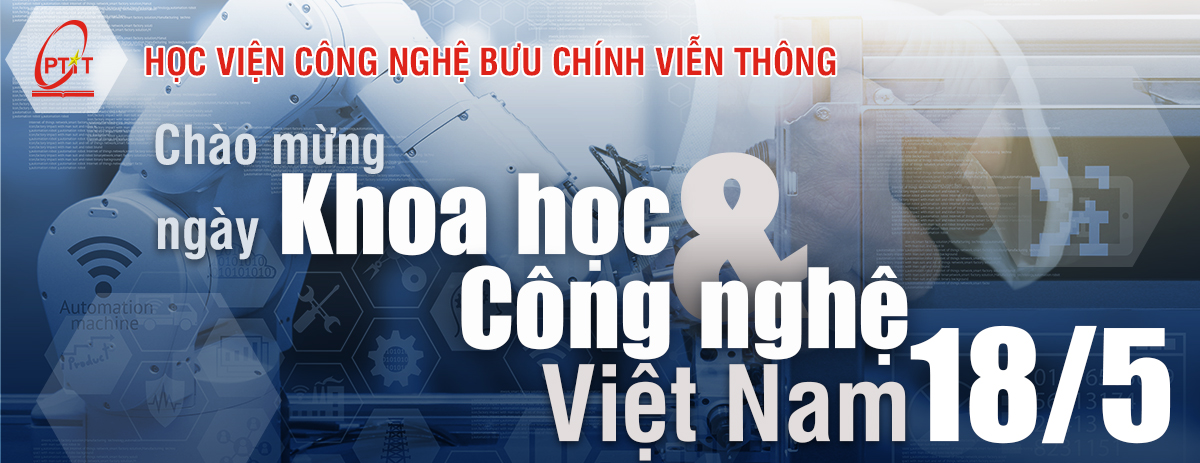 PTIT
HỌC VIỆN CÔNG NGHỆ BƯU CHÍNH VIỄN THÔNG
Chào mừng
ngày Khoa học &
Công nghệ
Việt Nam 18/5
Automation
machine
Product